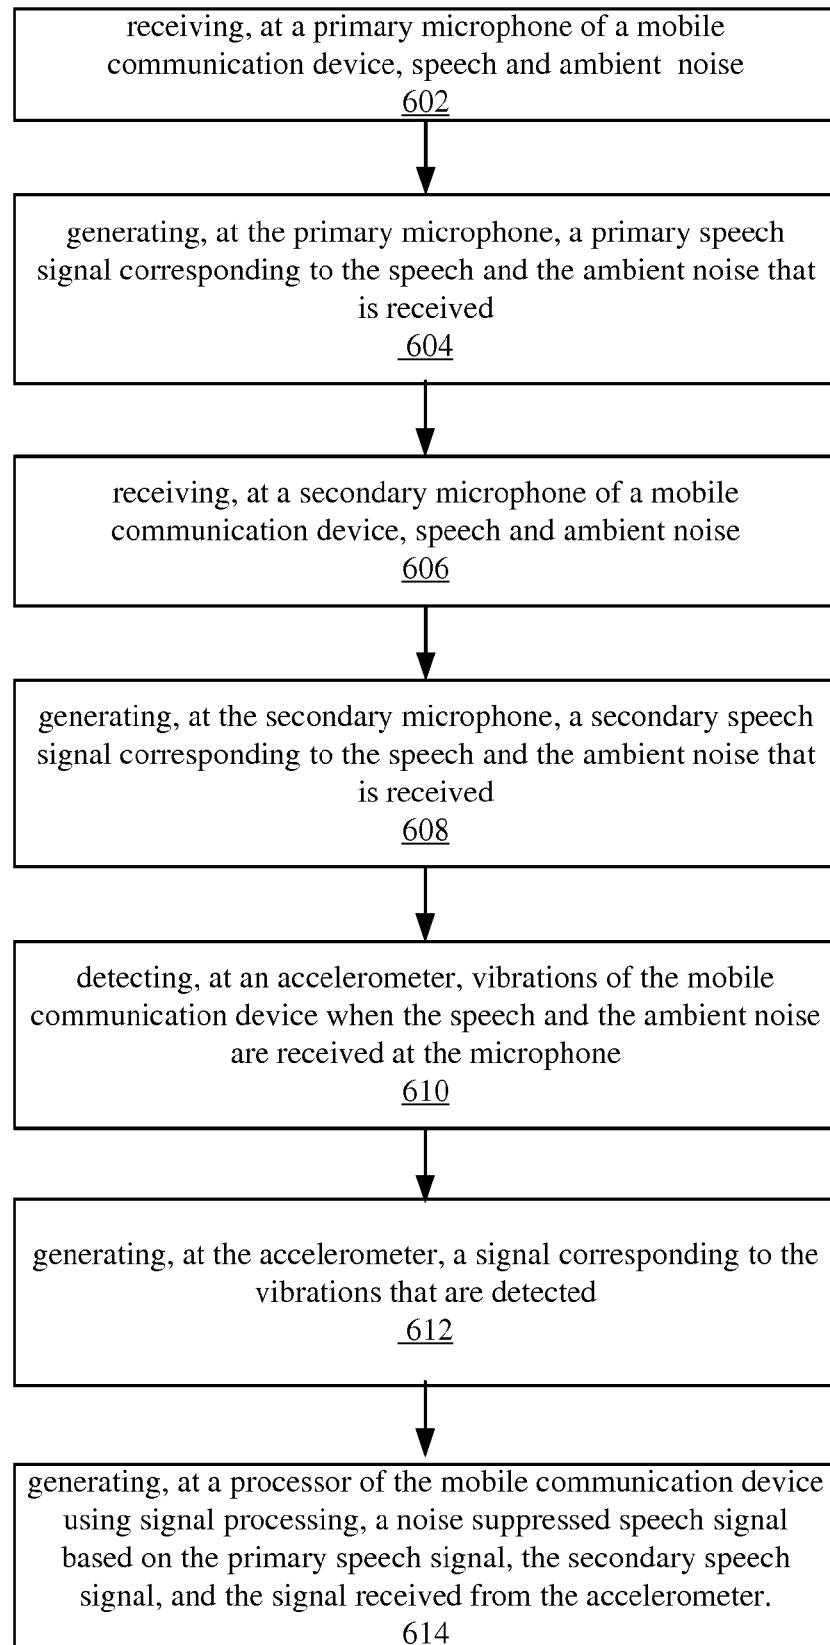 receiving, at a primary microphone of a mobile
communication device, speech and ambient noise
602
generating, at the primary microphone, a primary speech
signal corresponding to the speech and the ambient noise that
is received
604
receiving, at a secondary microphone of a mobile
communication device, speech and ambient noise
606
generating, at the secondary microphone, a secondary speech
signal corresponding to the speech and the ambient noise that
is received
608
detecting, at an accelerometer, vibrations of the mobile
communication device when the speech and the ambient noise
are received at the microphone
610
generating, at the accelerometer, a signal corresponding to the
vibrations that are detected
612
generating, at a processor of the mobile communication device
using signal processing, a noise suppressed speech signal
based on the primary speech signal, the secondary speech
signal, and the signal received from the accelerometer.
614